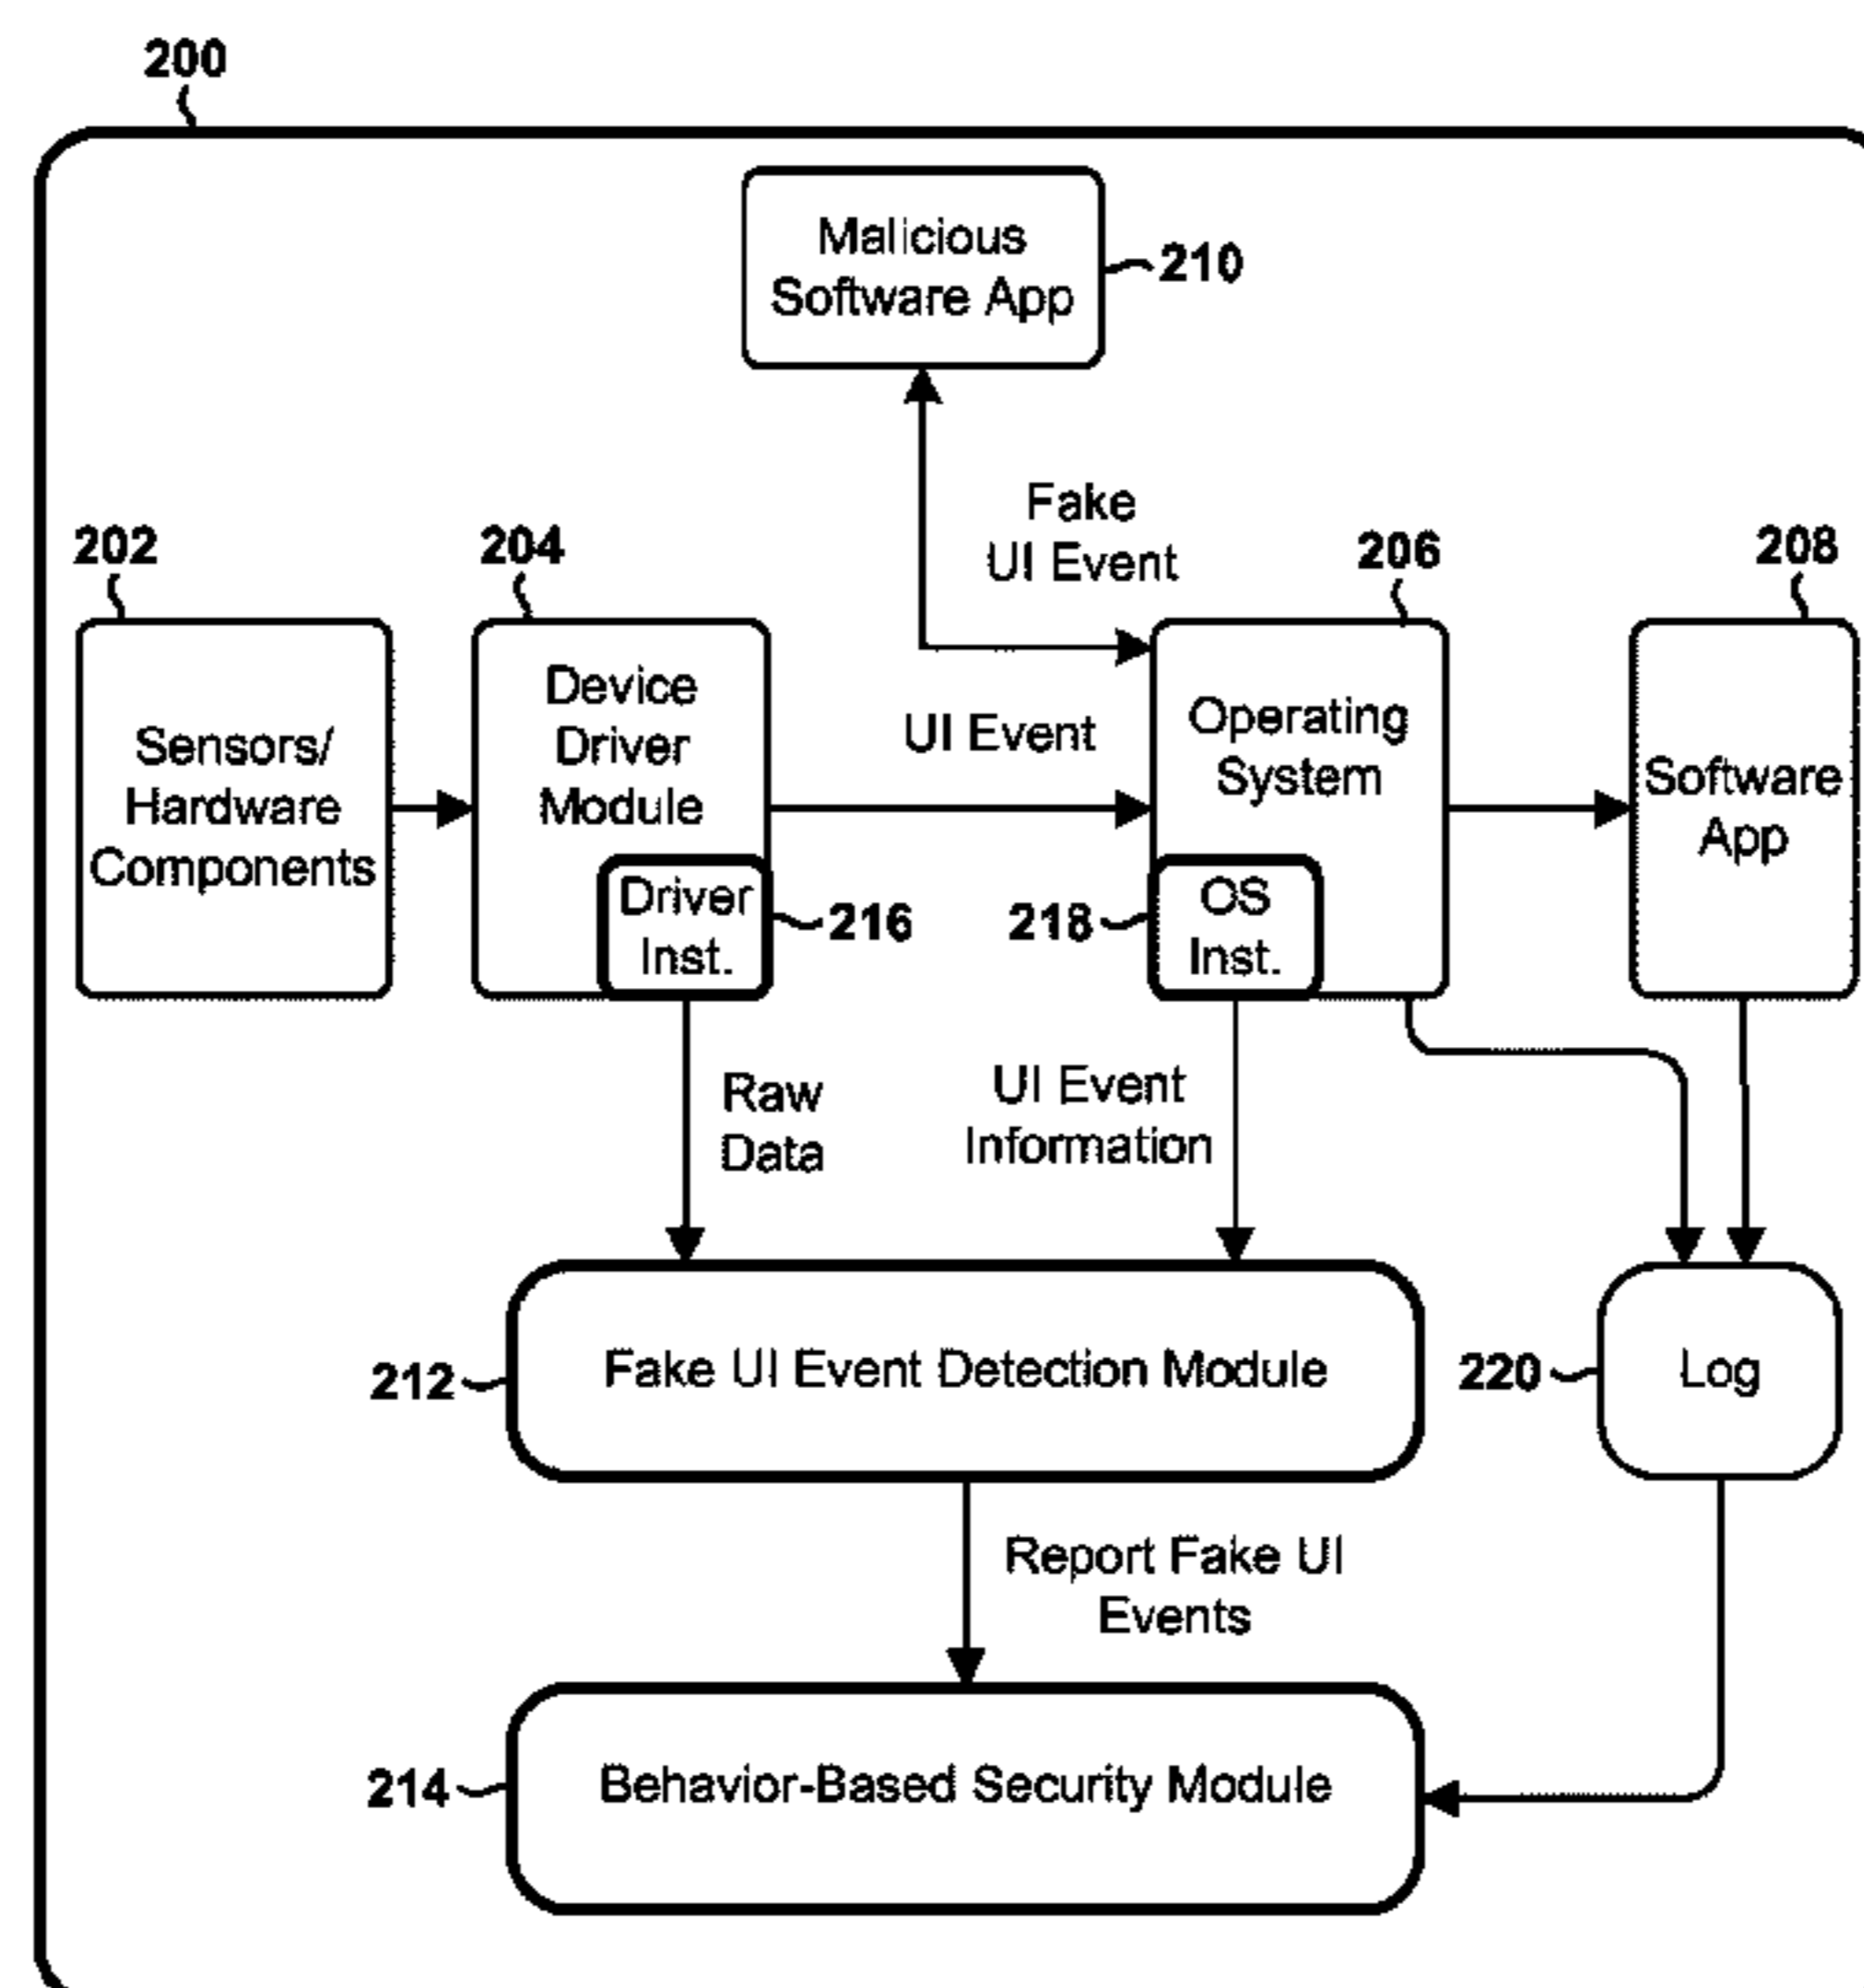 200
Malicious
Software App
210
Fake
UI Event
202
204
206
208
Sensors/
Hardware
Components
Device
Driver
Module
UI Event
Operating
System
Software
App
Driver
Inst.
216
218
OS
Inst.
Raw
Data
UI Event
Information
212
Fake UI Event Detection Module
220
Log
Report Fake UI
Events
214
Behavior-Based Security Module